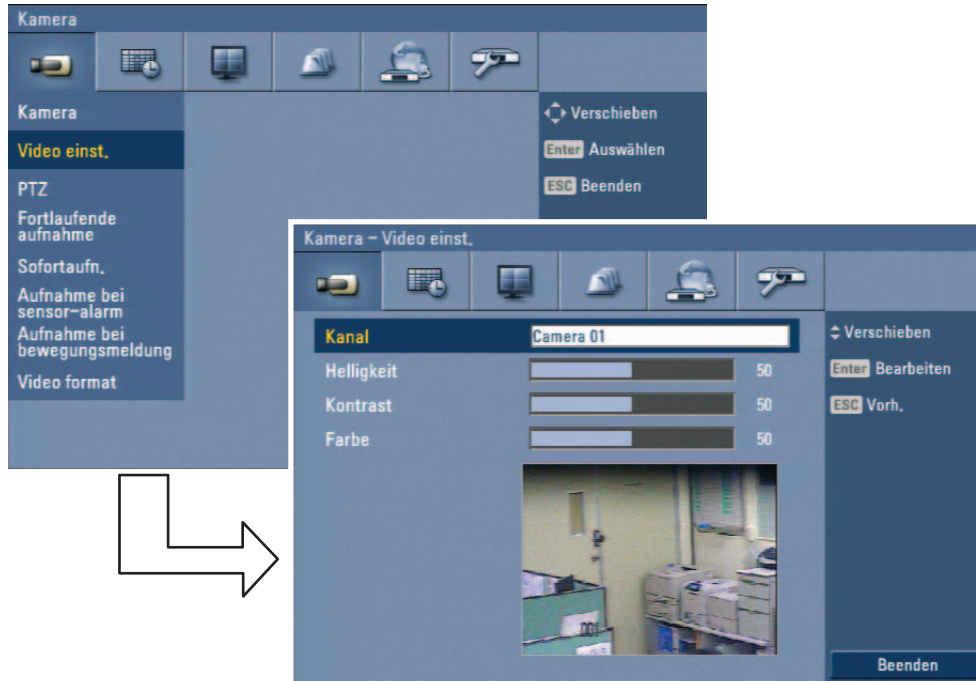 Kamera
Kamera
Video einst.
PTZ
Fortlaufende
aufnahme
Sofortaufn.
Aufnahme bei
sensor-alarm
Aufnahme bei
bewegungsmeldung
Video format
Verschieben
Enter Auswählen
ESC Beenden
Kamera - Video einst.
Kanal Camera 01
Helligkeit 50
Kontrast 50
Farbe 50
Verschieben
Enter Bearbeiten
ESC Vorh.
Beenden